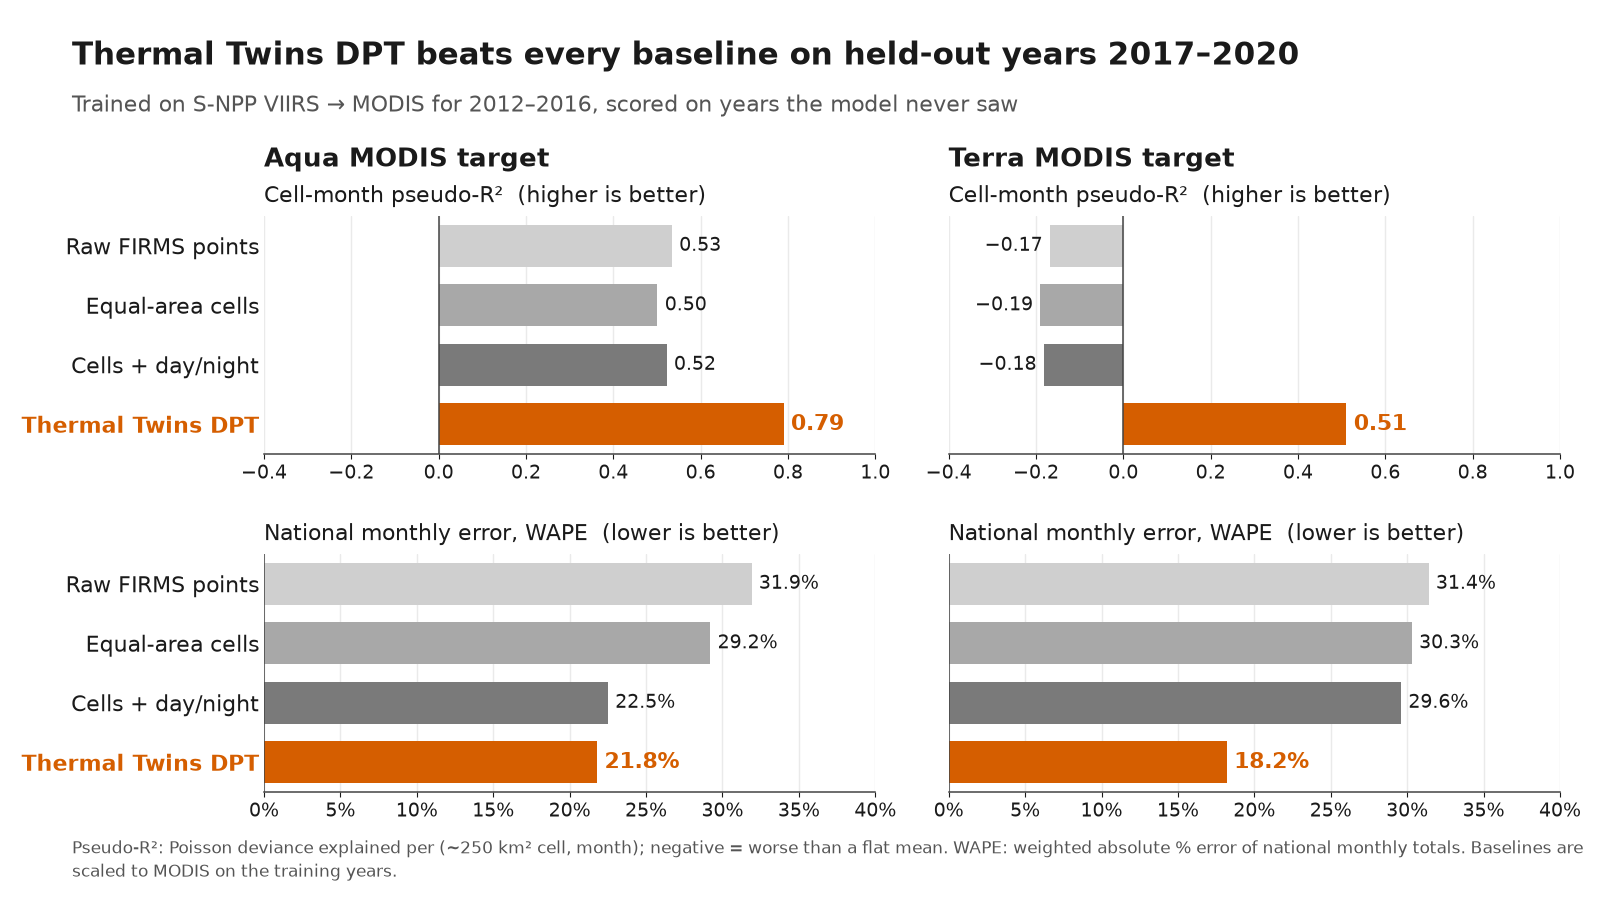 Thermal Twins DPT beats every baseline on held-out years 2017–2020
Trained on S-NPP VIIRS → MODIS for 2012–2016, scored on years the model never saw
Aqua MODIS target
Cell-month pseudo-R² (higher is better)
Raw FIRMS points
0.53
Equal-area cells
0.50
Cells + day/night
0.52
Thermal Twins DPT
0.79
−0.4 −0.2 0.0 0.2 0.4 0.6 0.8 1.0
Terra MODIS target
Cell-month pseudo-R² (higher is better)
−0.17
−0.19
−0.18
0.51
−0.4 −0.2 0.0 0.2 0.4 0.6 0.8 1.0
National monthly error, WAPE (lower is better)
Raw FIRMS points
31.9%
Equal-area cells
29.2%
Cells + day/night
22.5%
Thermal Twins DPT
21.8%
0% 5% 10% 15% 20% 25% 30% 35% 40%
National monthly error, WAPE (lower is better)
31.4%
30.3%
29.6%
18.2%
0% 5% 10% 15% 20% 25% 30% 35% 40%
Pseudo-R²: Poisson deviance explained per (~250 km² cell, month); negative = worse than a flat mean. WAPE: weighted absolute % error of national monthly totals. Baselines are
scaled to MODIS on the training years.